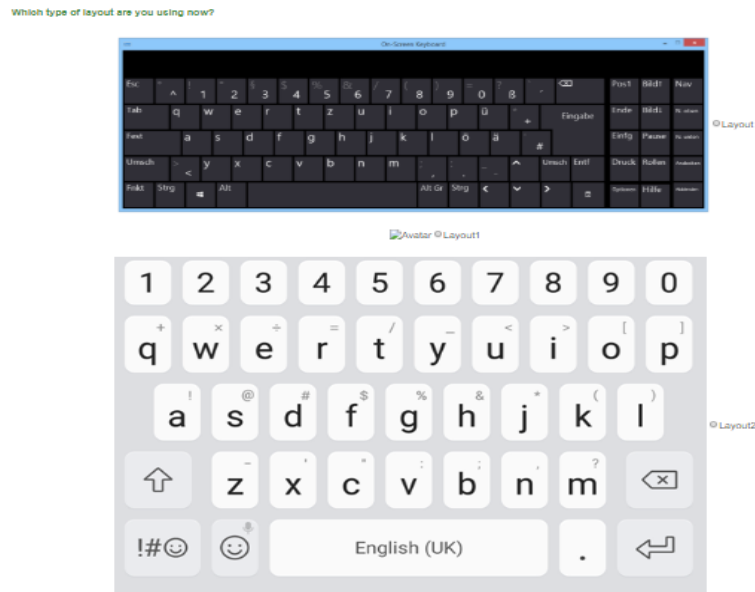 Which type of layout are you using now?
On-Screen Keyboard
Esc ^ ! 1 " 2 § 3 $ 4 % 5 & 6 / 7 ( 8 ) 9 = 0 ? ß Pos1 Bild↑ Nav
Tab q w e r t z u i o p ü * + Eingabe Ende Bild↓
Fest a s d f g h j k l ö ä ' # Einfg Pause
Umsch > < y x c v b n m ; , : . _ - ^ Umsch Entf Druck Rollen
Fnkt Strg Alt Alt Gr Strg < > Optionen Hilfe
Layout
Avatar Layout1
1 2 3 4 5 6 7 8 9 0
q + w × e ÷ r = t / y _ u < i > o [ p ]
a ! s @ d # f $ g % h & j * k ( l )
Layout2
z - x ' c " v : b ; n , m ?
!#☺ English (UK) .